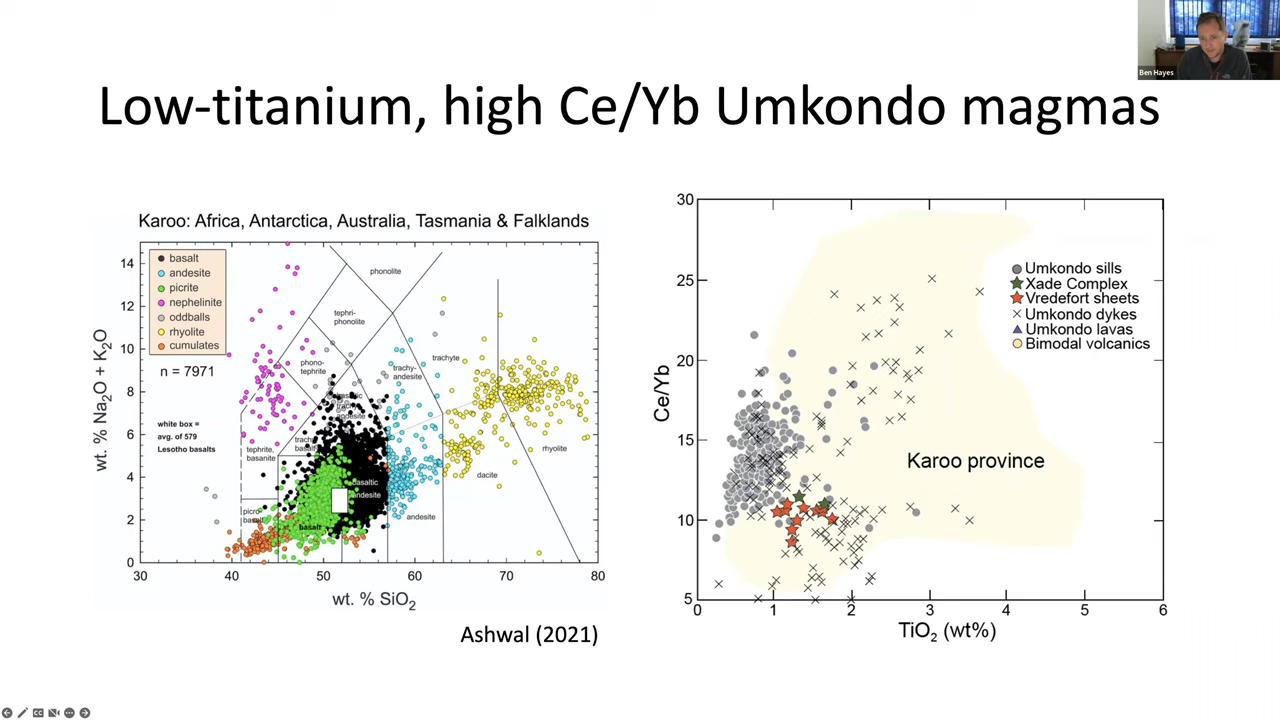 Ben Hayes
Low-titanium, high Ce/Yb Umkondo magmas
Karoo: Africa, Antarctica, Australia, Tasmania & Falklands
basalt
andesite
picrite
nephelinite
oddballs
rhyolite
cumulates
n = 7971
white box =
avg. of 579
Lesotho basalts
phonolite
tephri-
phonolite
phono-
tephrite
trachyte
trachy-
andesite
tephrite,
basanite
trachy
basalt
basaltic
andesite
picro
basalt
basalt
andesite
dacite
rhyolite
14
12
10
8
6
4
2
0
30
40
50
60
70
80
wt. % Na₂O + K₂O
wt. % SiO₂
Ashwal (2021)
30
25
20
15
10
5
0
1
2
3
4
5
6
Ce/Yb
TiO₂ (wt%)
Umkondo sills
Xade Complex
Vredefort sheets
Umkondo dykes
Umkondo lavas
Bimodal volcanics
Karoo province